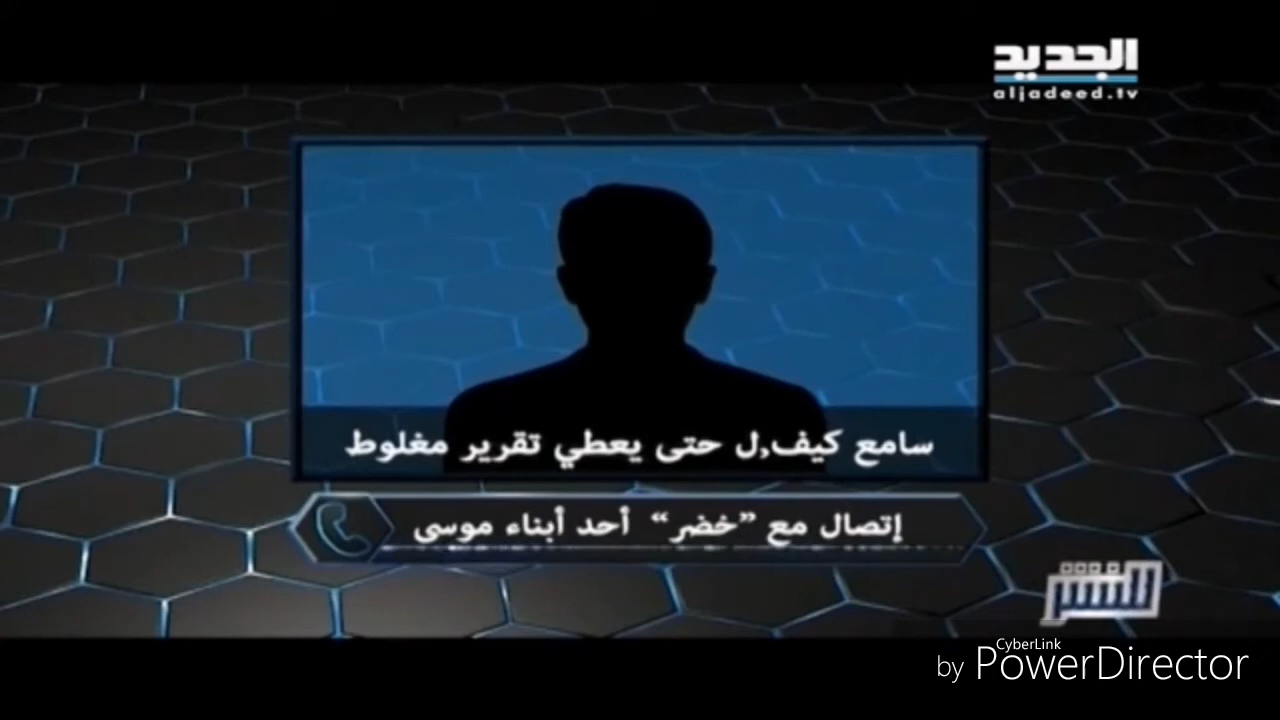 الجديد
aljadeed.tv
سامع كيف,ل حتى يعطي تقرير مغلوط
إتصال مع ”خضر“ أحد أبناء موسى
للنشر
CyberLink
by PowerDirector